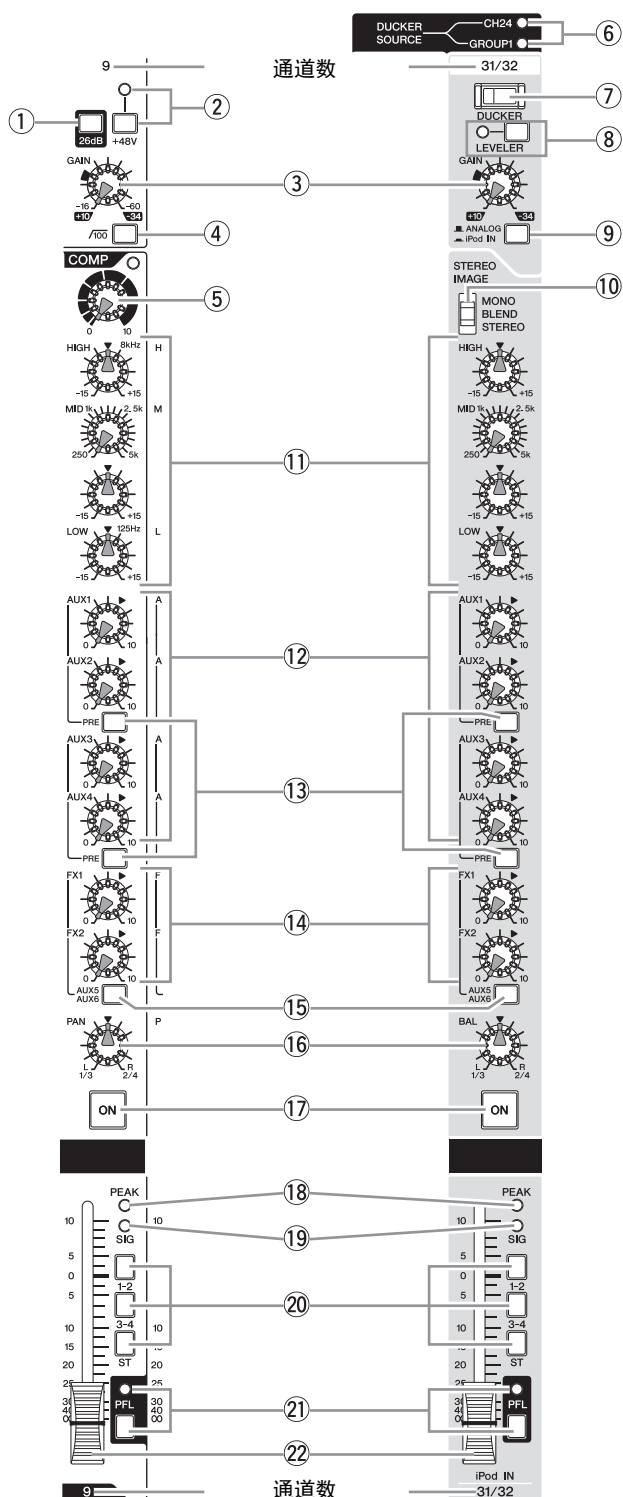 DUCKER SOURCE CH24 GROUP1 ⑥
9 通道数 31/32
① ② ⑦
26dB +48V DUCKER
LEVELER ⑧
GAIN ③ GAIN
-16 -60
+10 -34 +10 -34
/100 ④ ANALOG iPod IN ⑨
COMP STEREO IMAGE ⑩
⑤ MONO
BLEND
0 10 STEREO
HIGH 8kHz H HIGH
-15 +15 -15 +15
MID 1k 2.5k M MID 1k 2.5k
250 5k ⑪ 250 5k
-15 +15 -15 +15
LOW 125Hz L LOW
-15 +15 -15 +15
AUX1 A AUX1
0 10 ⑫ 0 10
AUX2 A AUX2
0 10 0 10
PRE PRE
AUX3 A AUX3
0 10 ⑬ 0 10
AUX4 A AUX4
0 10 0 10
PRE PRE
FX1 F FX1
0 10 ⑭ 0 10
FX2 F FX2
0 10 0 10
AUX5 ⑮ AUX5
AUX6 AUX6
PAN P ⑯ BAL
L R L R
1/3 2/4 1/3 2/4
ON ⑰ ON
PEAK ⑱ PEAK
10 10 ⑲ 10
SIG SIG
5 5
1-2 1-2
0 0
5 ⑳ 5
3-4 3-4
10 10 10
15 15
ST ST
20 20 20
25 25 25
PFL ㉑ PFL
30 30 30 30
40 40 40 40
∞ ∞ ∞ ∞
㉒
iPod IN
9 通道数 31/32